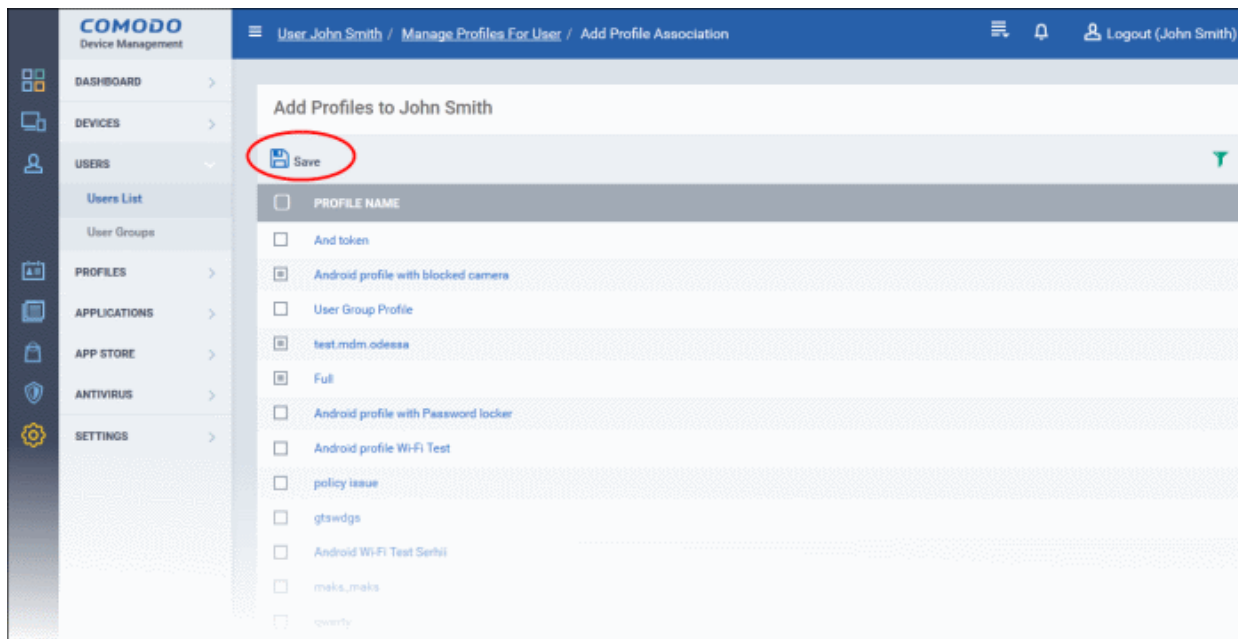 COMODO
Device Management
User John Smith / Manage Profiles For User / Add Profile Association
Logout (John Smith)
DASHBOARD
DEVICES
USERS
Users List
User Groups
PROFILES
APPLICATIONS
APP STORE
ANTIVIRUS
SETTINGS
Add Profiles to John Smith
Save
PROFILE NAME
And token
Android profile with blocked camera
User Group Profile
test.mdm.odessa
Full
Android profile with Password locker
Android profile Wi-Fi Test
policy issue
gtswdgs
Android Wi-Fi Test Serhii
maks_maks
qwerty